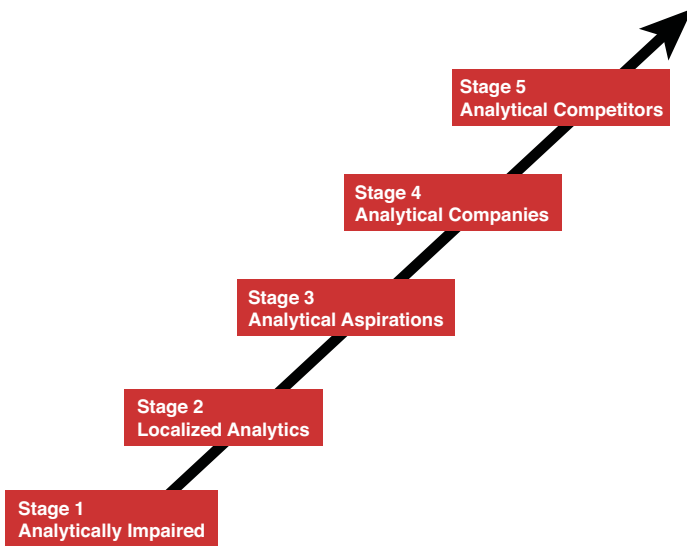 Stage 5
Analytical Competitors
Stage 4
Analytical Companies
Stage 3
Analytical Aspirations
Stage 2
Localized Analytics
Stage 1
Analytically Impaired